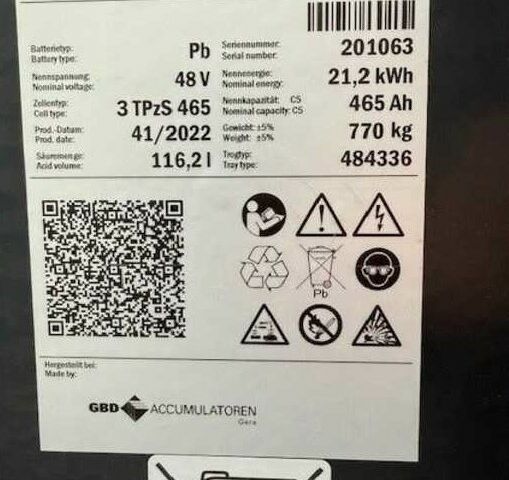 Batterietyp: Pb Seriennummer: 201063
Battery type: Serial number:
Nennspannung: 48 V Nennenergie: 21,2 kWh
Nominal voltage: Nominal energy:
Zellentyp: 3 TPzS 465 Nennkapazität: C5 465 Ah
Cell type: Nominal capacity: C5
Prod.-Datum: 41/2022 Gewicht: ±5% 770 kg
Prod. date: Weight: ±5%
Säuremenge: 116,2 l Trogtyp: 484336
Acid volume: Tray type:
Pb
Hergestellt bei:
Made by:
GBD ACCUMULATOREN
Gera